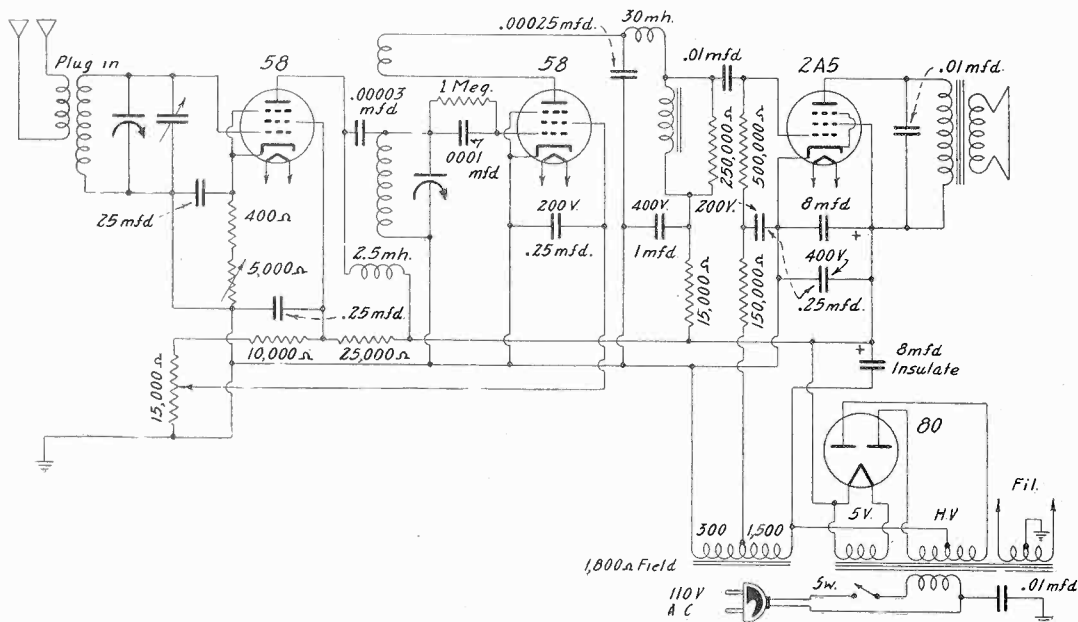 Plug in
58
.00003
mfd
1 Meg.
.0001
mfd
58
.00025 mfd.
30 mh.
.01 mfd
2A5
.01 mfd.
25 mfd
400Ω
5,000Ω
.25 mfd.
2.5 mh.
200 V.
.25 mfd.
400V.
1 mfd
250,000Ω
500,000Ω
200V.
8 mfd
+
400V
.25 mfd.
15,000Ω
150,000Ω
10,000Ω
25,000Ω
15,000Ω
+
8 mfd
Insulate
80
5V.
H.V
Fil.
300
1,500
1,800Ω Field
110 V
A C
Sw.
.01 mfd